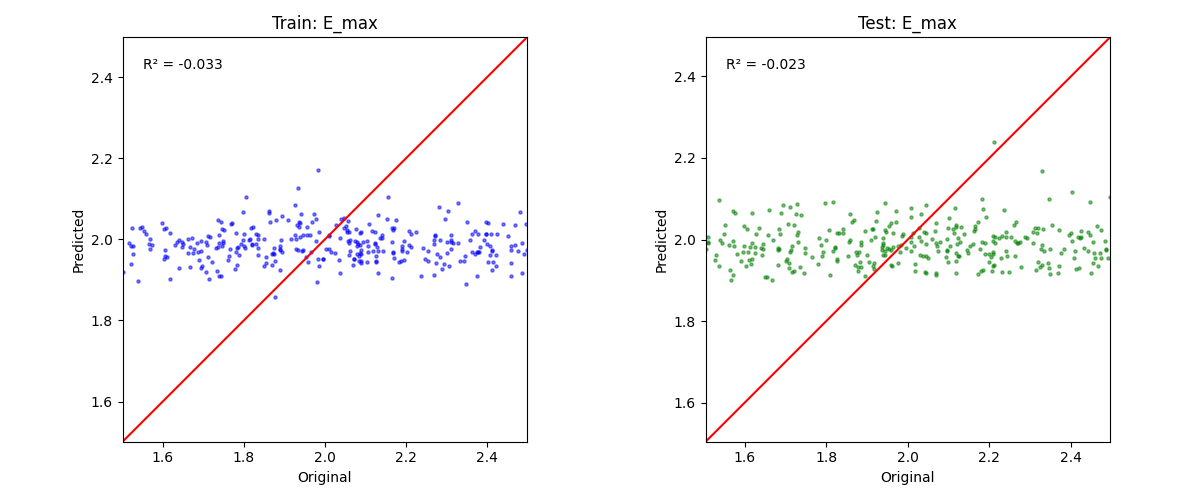 Train: E_max
R² = -0.033
2.4
2.2
2.0
1.8
1.6
Predicted
1.6 1.8 2.0 2.2 2.4
Original
Test: E_max
R² = -0.023
2.4
2.2
2.0
1.8
1.6
Predicted
1.6 1.8 2.0 2.2 2.4
Original